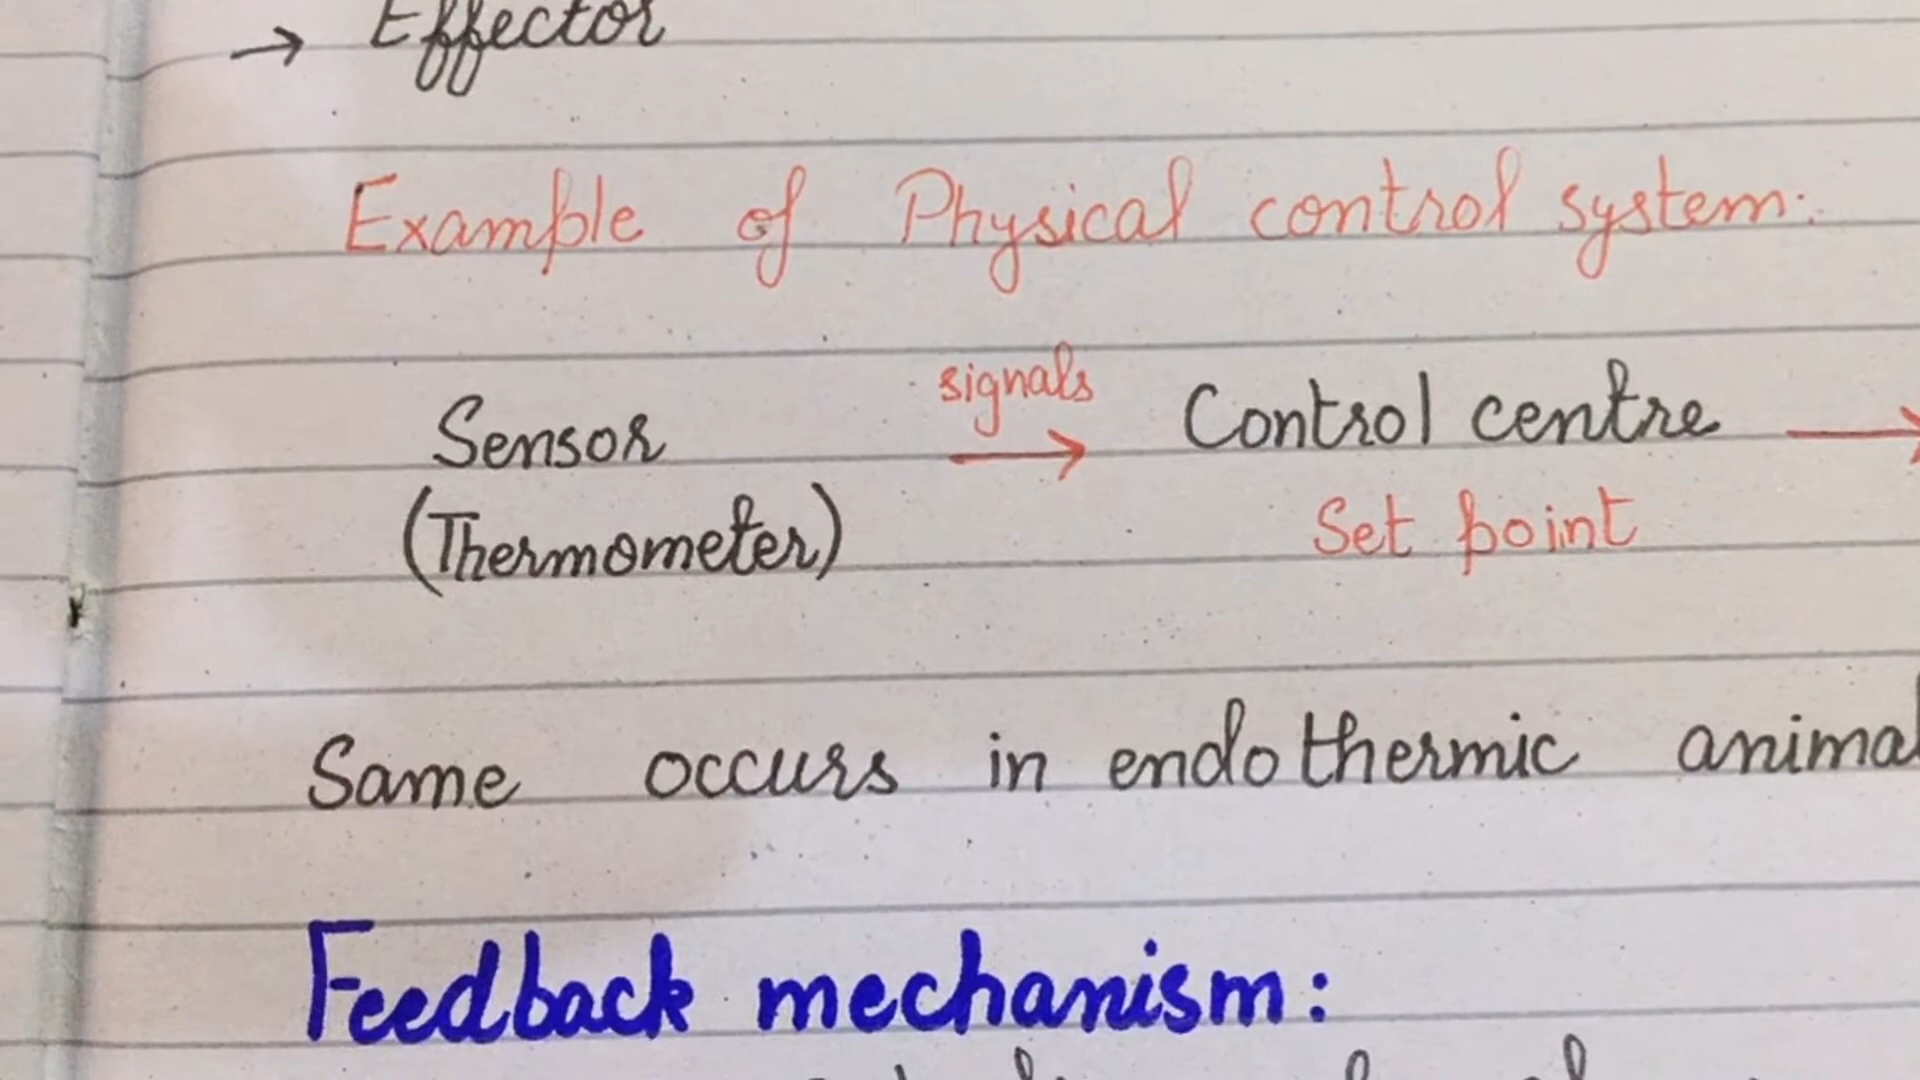 → Effector
Example of Physical control system:
Sensor signals → Control centre →
(Thermometer) Set point
Same occurs in endothermic animal
Feedback mechanism: